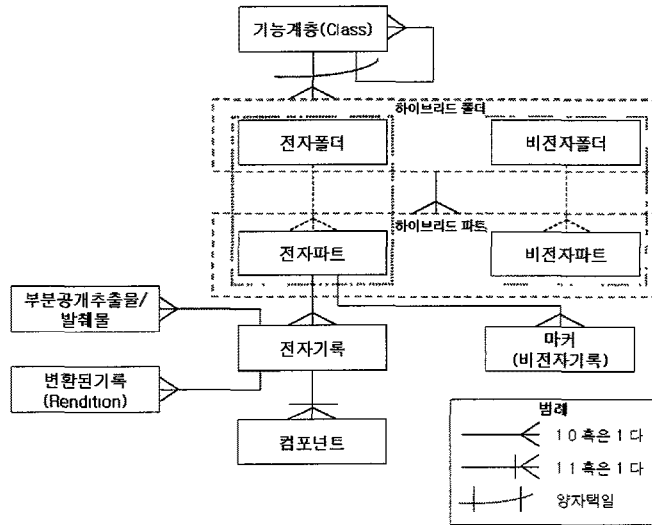 기능계층(Class)
하이브리드 폴더
전자폴더
비전자폴더
하이브리드 파트
전자파트
비전자파트
부분공개추출물/
발췌물
전자기록
마커
(비전자기록)
변환된기록
(Rendition)
컴포넌트
범례
1 0 혹은 1 다
1 1 혹은 1 다
양자택일